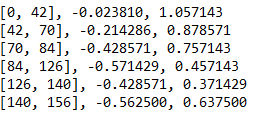 [0, 42], -0.023810, 1.057143
[42, 70], -0.214286, 0.878571
[70, 84], -0.428571, 0.757143
[84, 126], -0.571429, 0.457143
[126, 140], -0.428571, 0.371429
[140, 156], -0.562500, 0.637500